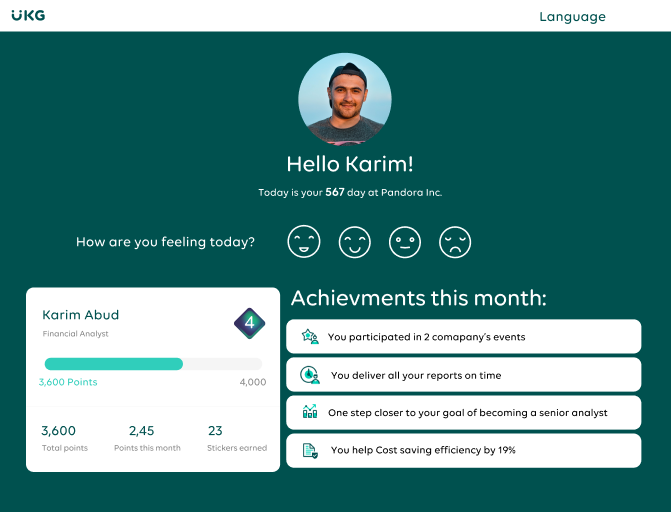 UKG
Language
Hello Karim!
Today is your 567 day at Pandora Inc.
How are you feeling today?
Karim Abud
Financial Analyst
4
3,600 Points
4,000
3,600
2,45
23
Total points
Points this month
Stickers earned
Achievments this month:
You participated in 2 comapany's events
You deliver all your reports on time
One step closer to your goal of becoming a senior analyst
You help Cost saving efficiency by 19%